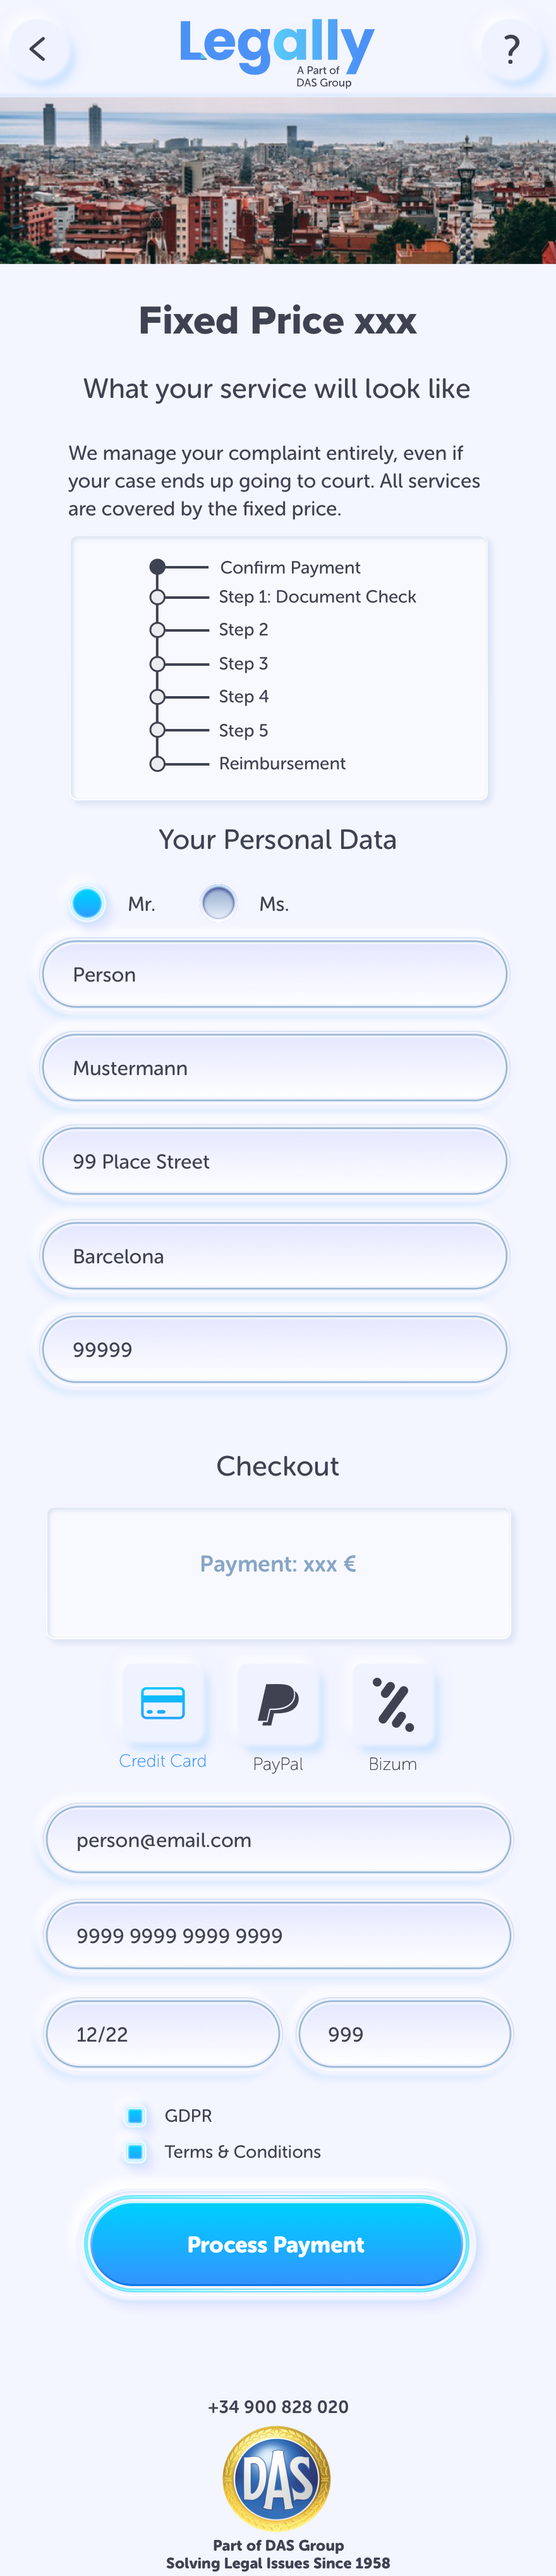 Legally
A Part of
DAS Group
?
Fixed Price xxx
What your service will look like
We manage your complaint entirely, even if
your case ends up going to court. All services
are covered by the fixed price.
Confirm Payment
Step 1: Document Check
Step 2
Step 3
Step 4
Step 5
Reimbursement
Your Personal Data
Mr. Ms.
Person
Mustermann
99 Place Street
Barcelona
99999
Checkout
Payment: xxx €
Credit Card PayPal Bizum
person@email.com
9999 9999 9999 9999
12/22 999
GDPR
Terms & Conditions
Process Payment
+34 900 828 020
DAS
Part of DAS Group
Solving Legal Issues Since 1958